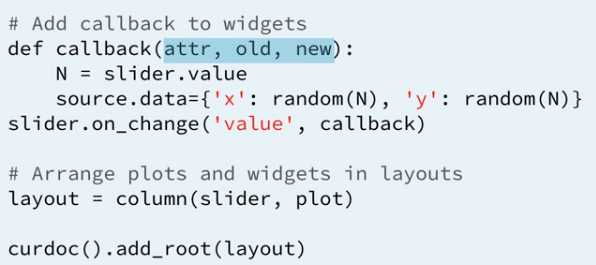 # Add callback to widgets
def callback(attr, old, new):
    N = slider.value
    source.data={'x': random(N), 'y': random(N)}
slider.on_change('value', callback)

# Arrange plots and widgets in layouts
layout = column(slider, plot)

curdoc().add_root(layout)